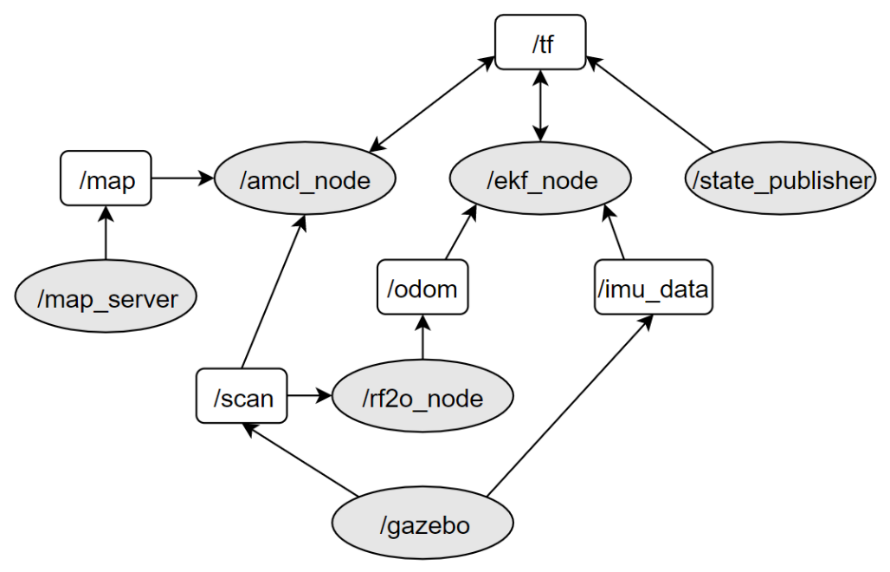 /tf
/map
/amcl_node
/ekf_node
/state_publisher
/map_server
/odom
/imu_data
/scan
/rf2o_node
/gazebo